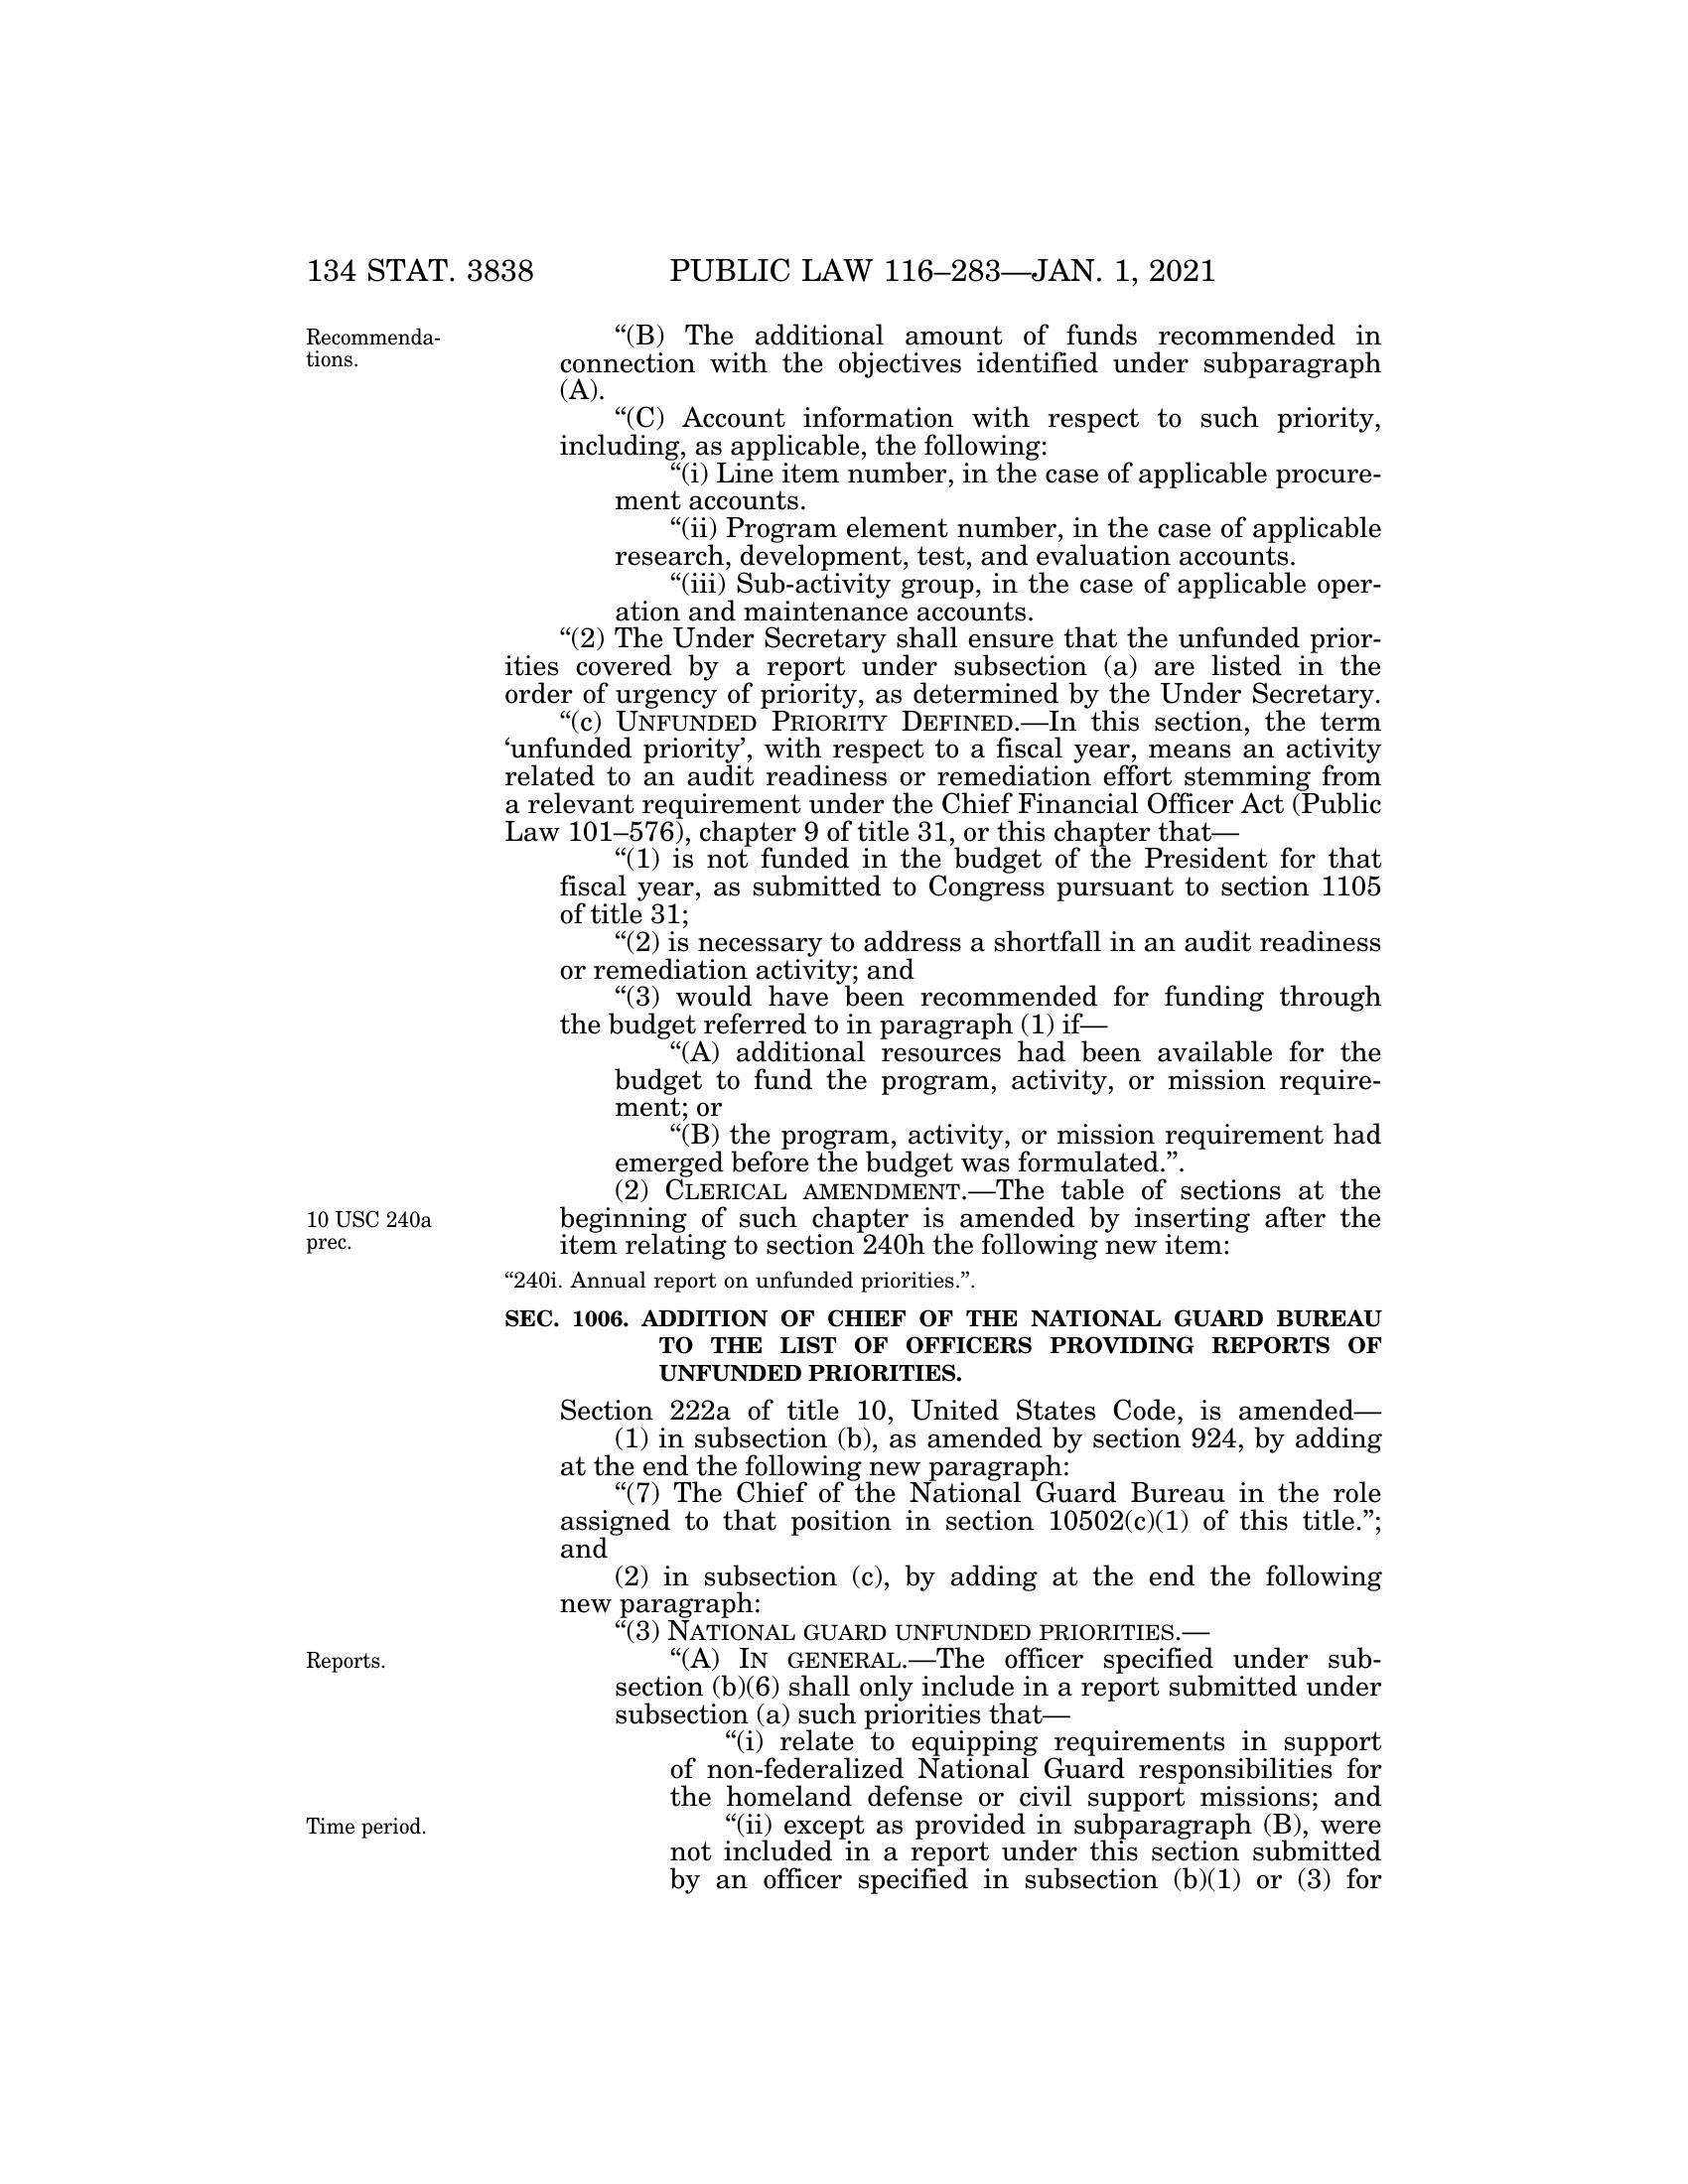 134 STAT. 3838 PUBLIC LAW 116–283—JAN. 1, 2021
Recommenda-
tions.
“(B) The additional amount of funds recommended in
connection with the objectives identified under subparagraph
(A).
“(C) Account information with respect to such priority,
including, as applicable, the following:
“(i) Line item number, in the case of applicable procure-
ment accounts.
“(ii) Program element number, in the case of applicable
research, development, test, and evaluation accounts.
“(iii) Sub-activity group, in the case of applicable oper-
ation and maintenance accounts.
“(2) The Under Secretary shall ensure that the unfunded prior-
ities covered by a report under subsection (a) are listed in the
order of urgency of priority, as determined by the Under Secretary.
“(c) UNFUNDED PRIORITY DEFINED.—In this section, the term
‘unfunded priority’, with respect to a fiscal year, means an activity
related to an audit readiness or remediation effort stemming from
a relevant requirement under the Chief Financial Officer Act (Public
Law 101–576), chapter 9 of title 31, or this chapter that—
“(1) is not funded in the budget of the President for that
fiscal year, as submitted to Congress pursuant to section 1105
of title 31;
“(2) is necessary to address a shortfall in an audit readiness
or remediation activity; and
“(3) would have been recommended for funding through
the budget referred to in paragraph (1) if—
“(A) additional resources had been available for the
budget to fund the program, activity, or mission require-
ment; or
“(B) the program, activity, or mission requirement had
emerged before the budget was formulated.”.
(2) CLERICAL AMENDMENT.—The table of sections at the
10 USC 240a
prec.
beginning of such chapter is amended by inserting after the
item relating to section 240h the following new item:
“240i. Annual report on unfunded priorities.”.
SEC. 1006. ADDITION OF CHIEF OF THE NATIONAL GUARD BUREAU
TO THE LIST OF OFFICERS PROVIDING REPORTS OF
UNFUNDED PRIORITIES.
Section 222a of title 10, United States Code, is amended—
(1) in subsection (b), as amended by section 924, by adding
at the end the following new paragraph:
“(7) The Chief of the National Guard Bureau in the role
assigned to that position in section 10502(c)(1) of this title.”;
and
(2) in subsection (c), by adding at the end the following
new paragraph:
“(3) NATIONAL GUARD UNFUNDED PRIORITIES.—
Reports.
“(A) IN GENERAL.—The officer specified under sub-
section (b)(6) shall only include in a report submitted under
subsection (a) such priorities that—
“(i) relate to equipping requirements in support
of non-federalized National Guard responsibilities for
the homeland defense or civil support missions; and
Time period.
“(ii) except as provided in subparagraph (B), were
not included in a report under this section submitted
by an officer specified in subsection (b)(1) or (3) for